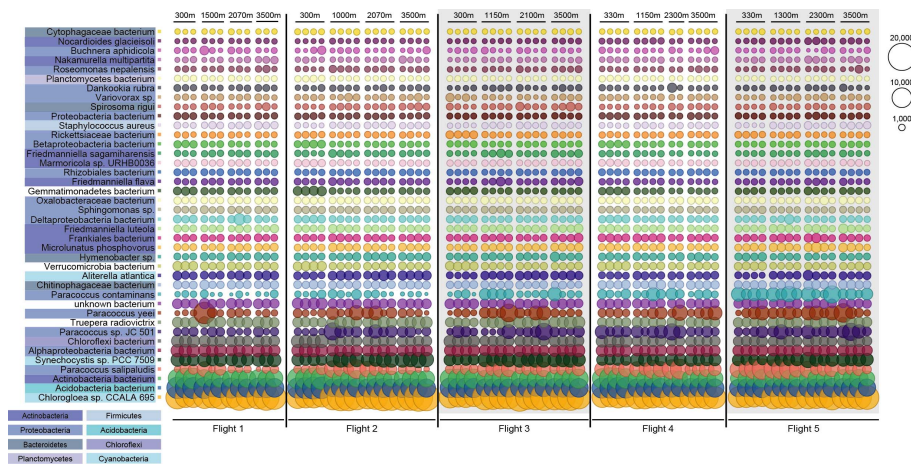 300m 1500m 2070m 3500m 300m 1000m 2070m 3500m 300m 1150m 2100m 3500m 300m 1150m 2300m 3500m 330m 1300m 2300m 3500m
Cytophagaceae bacterium
Nocardioides glacieisoli
Buchnera aphidicola
Nakamurella multipartita
Roseomonas nepalensis
Planctomycetes bacterium
Dankookia rubra
Variovorax sp.
Spirosoma rigui
Proteobacteria bacterium
Staphylococcus aureus
Rickettsiaceae bacterium
Betaproteobacteria bacterium
Friedmanniella sagamiharensis
Marmoricola sp. URHB0036
Rhizobiales bacterium
Friedmanniella flava
Gemmatimonadetes bacterium
Oxalobacteraceae bacterium
Sphingomonas sp.
Deltaproteobacteria bacterium
Friedmanniella luteola
Frankiales bacterium
Microlunatus phosphovorus
Hymenobacter sp.
Verrucomicrobia bacterium
Aliterella atlantica
Chitinophagaceae bacterium
Paracoccus contaminans
unknown bacterium
Paracoccus yeei
Truepera radiovictrix
Paracoccus sp. JC 501
Chloroflexi bacterium
Alphaproteobacteria bacterium
Synechocystis sp. PCC 7509
Paracoccus salipaludis
Actinobacteria bacterium
Acidobacteria bacterium
Chlorogloea sp. CCALA 695
20,000
10,000
1,000
Flight 1 Flight 2 Flight 3 Flight 4 Flight 5
Actinobacteria Firmicutes
Proteobacteria Acidobacteria
Bacteroidetes Chloroflexi
Planctomycetes Cyanobacteria